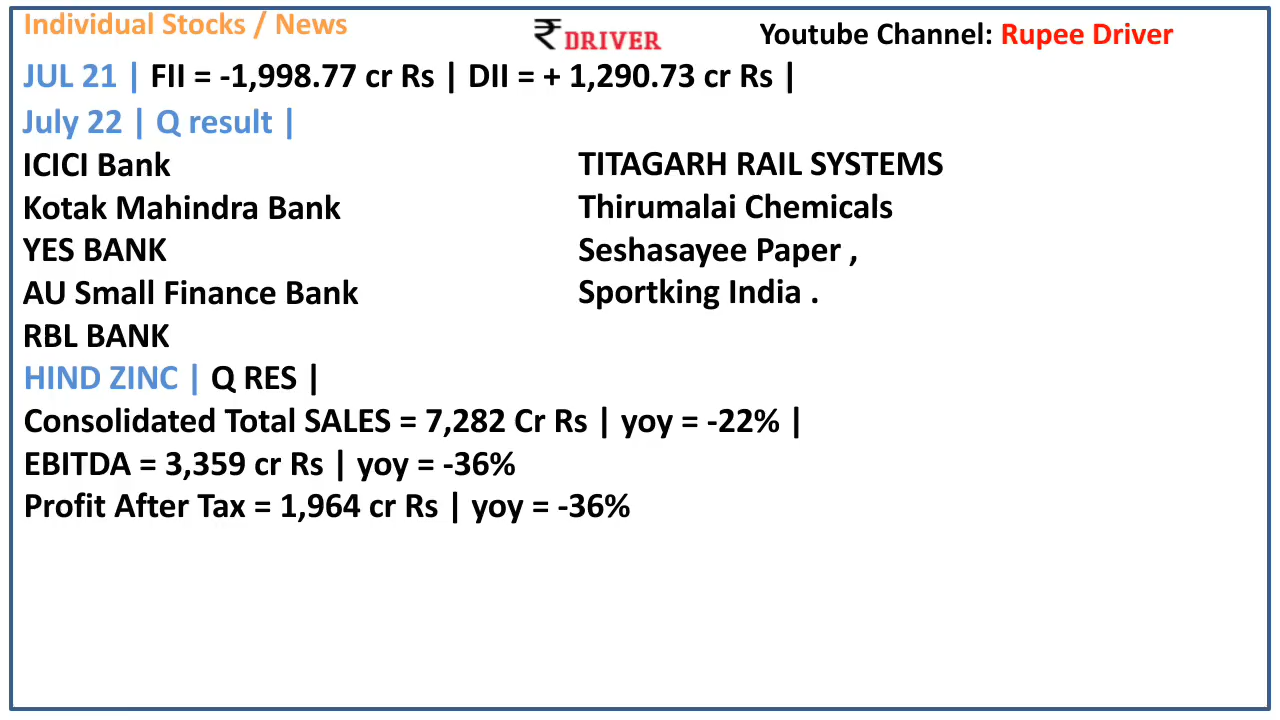 Individual Stocks / News
₹ DRIVER
Youtube Channel: Rupee Driver
JUL 21 | FII = -1,998.77 cr Rs | DII = + 1,290.73 cr Rs |
July 22 | Q result |
ICICI Bank
Kotak Mahindra Bank
YES BANK
AU Small Finance Bank
RBL BANK
TITAGARH RAIL SYSTEMS
Thirumalai Chemicals
Seshasayee Paper ,
Sportking India .
HIND ZINC | Q RES |
Consolidated Total SALES = 7,282 Cr Rs | yoy = -22% |
EBITDA = 3,359 cr Rs | yoy = -36%
Profit After Tax = 1,964 cr Rs | yoy = -36%